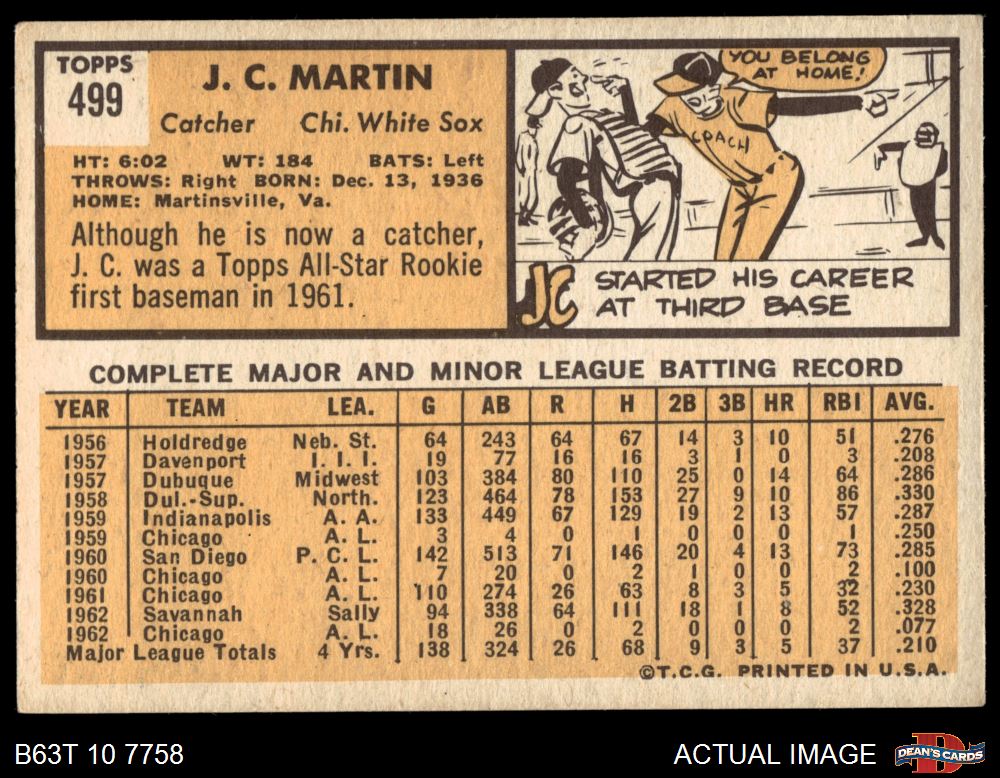 TOPPS
499
J. C. MARTIN
Catcher Chi. White Sox
HT: 6:02 WT: 184 BATS: Left
THROWS: Right BORN: Dec. 13, 1936
HOME: Martinsville, Va.
Although he is now a catcher,
J. C. was a Topps All-Star Rookie
first baseman in 1961.
YOU BELONG
AT HOME!
COACH
JC STARTED HIS CAREER
AT THIRD BASE
COMPLETE MAJOR AND MINOR LEAGUE BATTING RECORD
YEAR TEAM LEA. G AB R H 2B 3B HR RBI AVG.
1956 Holdredge Neb. St. 64 243 64 67 14 3 10 51 .276
1957 Davenport I. I. I. 19 77 16 16 3 1 0 3 .208
1957 Dubuque Midwest 103 384 80 110 25 0 14 64 .286
1958 Dul.-Sup. North. 123 464 78 153 27 9 10 86 .330
1959 Indianapolis A. A. 133 449 67 129 19 2 13 57 .287
1959 Chicago A. L. 3 4 0 1 0 0 0 1 .250
1960 San Diego P. C. L. 142 513 71 146 20 4 13 73 .285
1960 Chicago A. L. 7 20 0 2 1 0 0 2 .100
1961 Chicago A. L. 110 274 26 63 8 3 5 32 .230
1962 Savannah Sally 94 338 64 111 18 1 8 52 .328
1962 Chicago A. L. 18 26 0 2 0 0 0 2 .077
Major League Totals 4 Yrs. 138 324 26 68 9 3 5 37 .210
©T.C.G. PRINTED IN U.S.A.
B63T 10 7758
ACTUAL IMAGE
DEAN'S CARDS